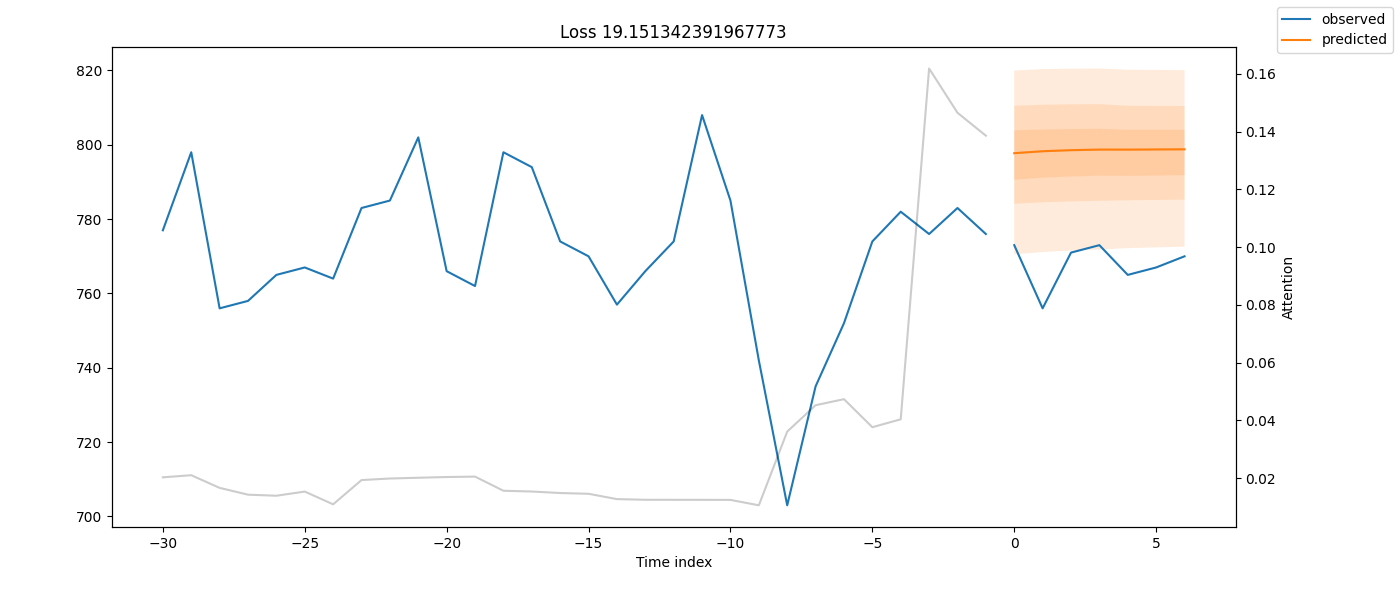 Loss 19.151342391967773
observed
predicted
820
800
780
760
740
720
700
0.16
0.14
0.12
0.10
0.08
0.06
0.04
0.02
Attention
−30 −25 −20 −15 −10 −5 0 5
Time index